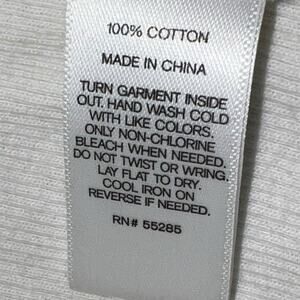 100% COTTON
MADE IN CHINA
TURN GARMENT INSIDE
OUT. HAND WASH COLD
WITH LIKE COLORS.
ONLY NON-CHLORINE
BLEACH WHEN NEEDED.
DO NOT TWIST OR WRING.
LAY FLAT TO DRY.
COOL IRON ON
REVERSE IF NEEDED.
RN# 55285